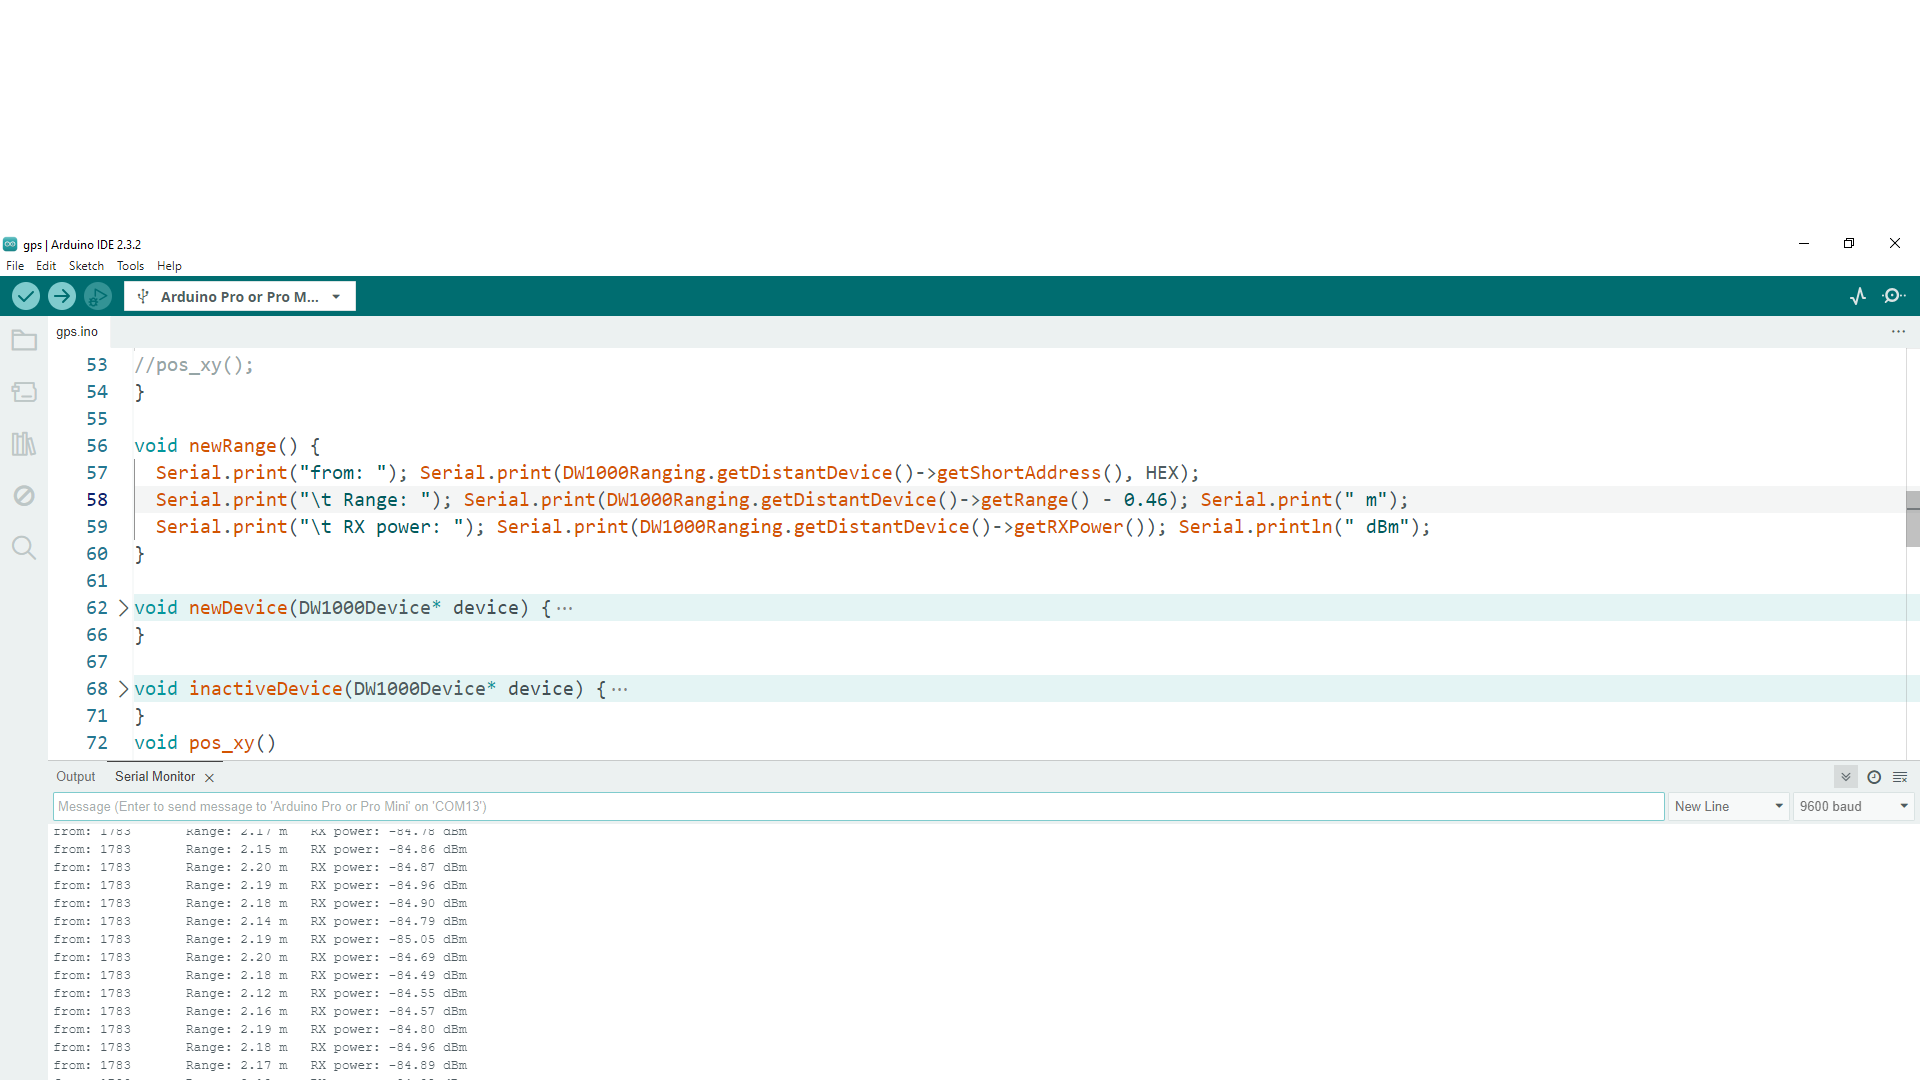 gps | Arduino IDE 2.3.2
File Edit Sketch Tools Help
Arduino Pro or Pro M...
gps.ino
53 //pos_xy();
54 }
55
56 void newRange() {
57 Serial.print("from: "); Serial.print(DW1000Ranging.getDistantDevice()->getShortAddress(), HEX);
58 Serial.print("\t Range: "); Serial.print(DW1000Ranging.getDistantDevice()->getRange() - 0.46); Serial.print(" m");
59 Serial.print("\t RX power: "); Serial.print(DW1000Ranging.getDistantDevice()->getRXPower()); Serial.println(" dBm");
60 }
61
62 void newDevice(DW1000Device* device) {···
66 }
67
68 void inactiveDevice(DW1000Device* device) {···
71 }
72 void pos_xy()
Output Serial Monitor
Message (Enter to send message to 'Arduino Pro or Pro Mini' on 'COM13') New Line 9600 baud
from: 1783 Range: 2.17 m RX power: -84.78 dBm
from: 1783 Range: 2.15 m RX power: -84.86 dBm
from: 1783 Range: 2.20 m RX power: -84.87 dBm
from: 1783 Range: 2.19 m RX power: -84.96 dBm
from: 1783 Range: 2.18 m RX power: -84.90 dBm
from: 1783 Range: 2.14 m RX power: -84.79 dBm
from: 1783 Range: 2.19 m RX power: -85.05 dBm
from: 1783 Range: 2.20 m RX power: -84.69 dBm
from: 1783 Range: 2.18 m RX power: -84.49 dBm
from: 1783 Range: 2.12 m RX power: -84.55 dBm
from: 1783 Range: 2.16 m RX power: -84.57 dBm
from: 1783 Range: 2.19 m RX power: -84.80 dBm
from: 1783 Range: 2.18 m RX power: -84.96 dBm
from: 1783 Range: 2.17 m RX power: -84.89 dBm